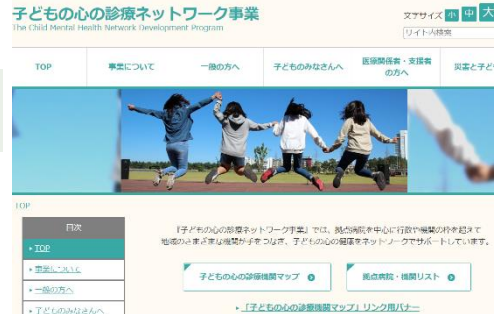 子どもの心の診療ネットワーク事業
The Child Mental Health Network Development Program
文字サイズ 小 中 大
サイト内検索
TOP
事業について
一般の方へ
子どものみなさんへ
医療関係者・支援者
の方へ
災害と子ど
TOP
目次
TOP
事業について
一般の方へ
子どものみなさんへ
『子どもの心の診療ネットワーク事業』では、拠点病院を中心に行政や機関の枠を超えて
地域のさまざまな機関が手をつなぎ、子どもの心の健康をネットワークでサポートしています。
子どもの心の診療機関マップ
拠点病院・機関リスト
「子どもの心の診療機関マップ」リンク用バナー